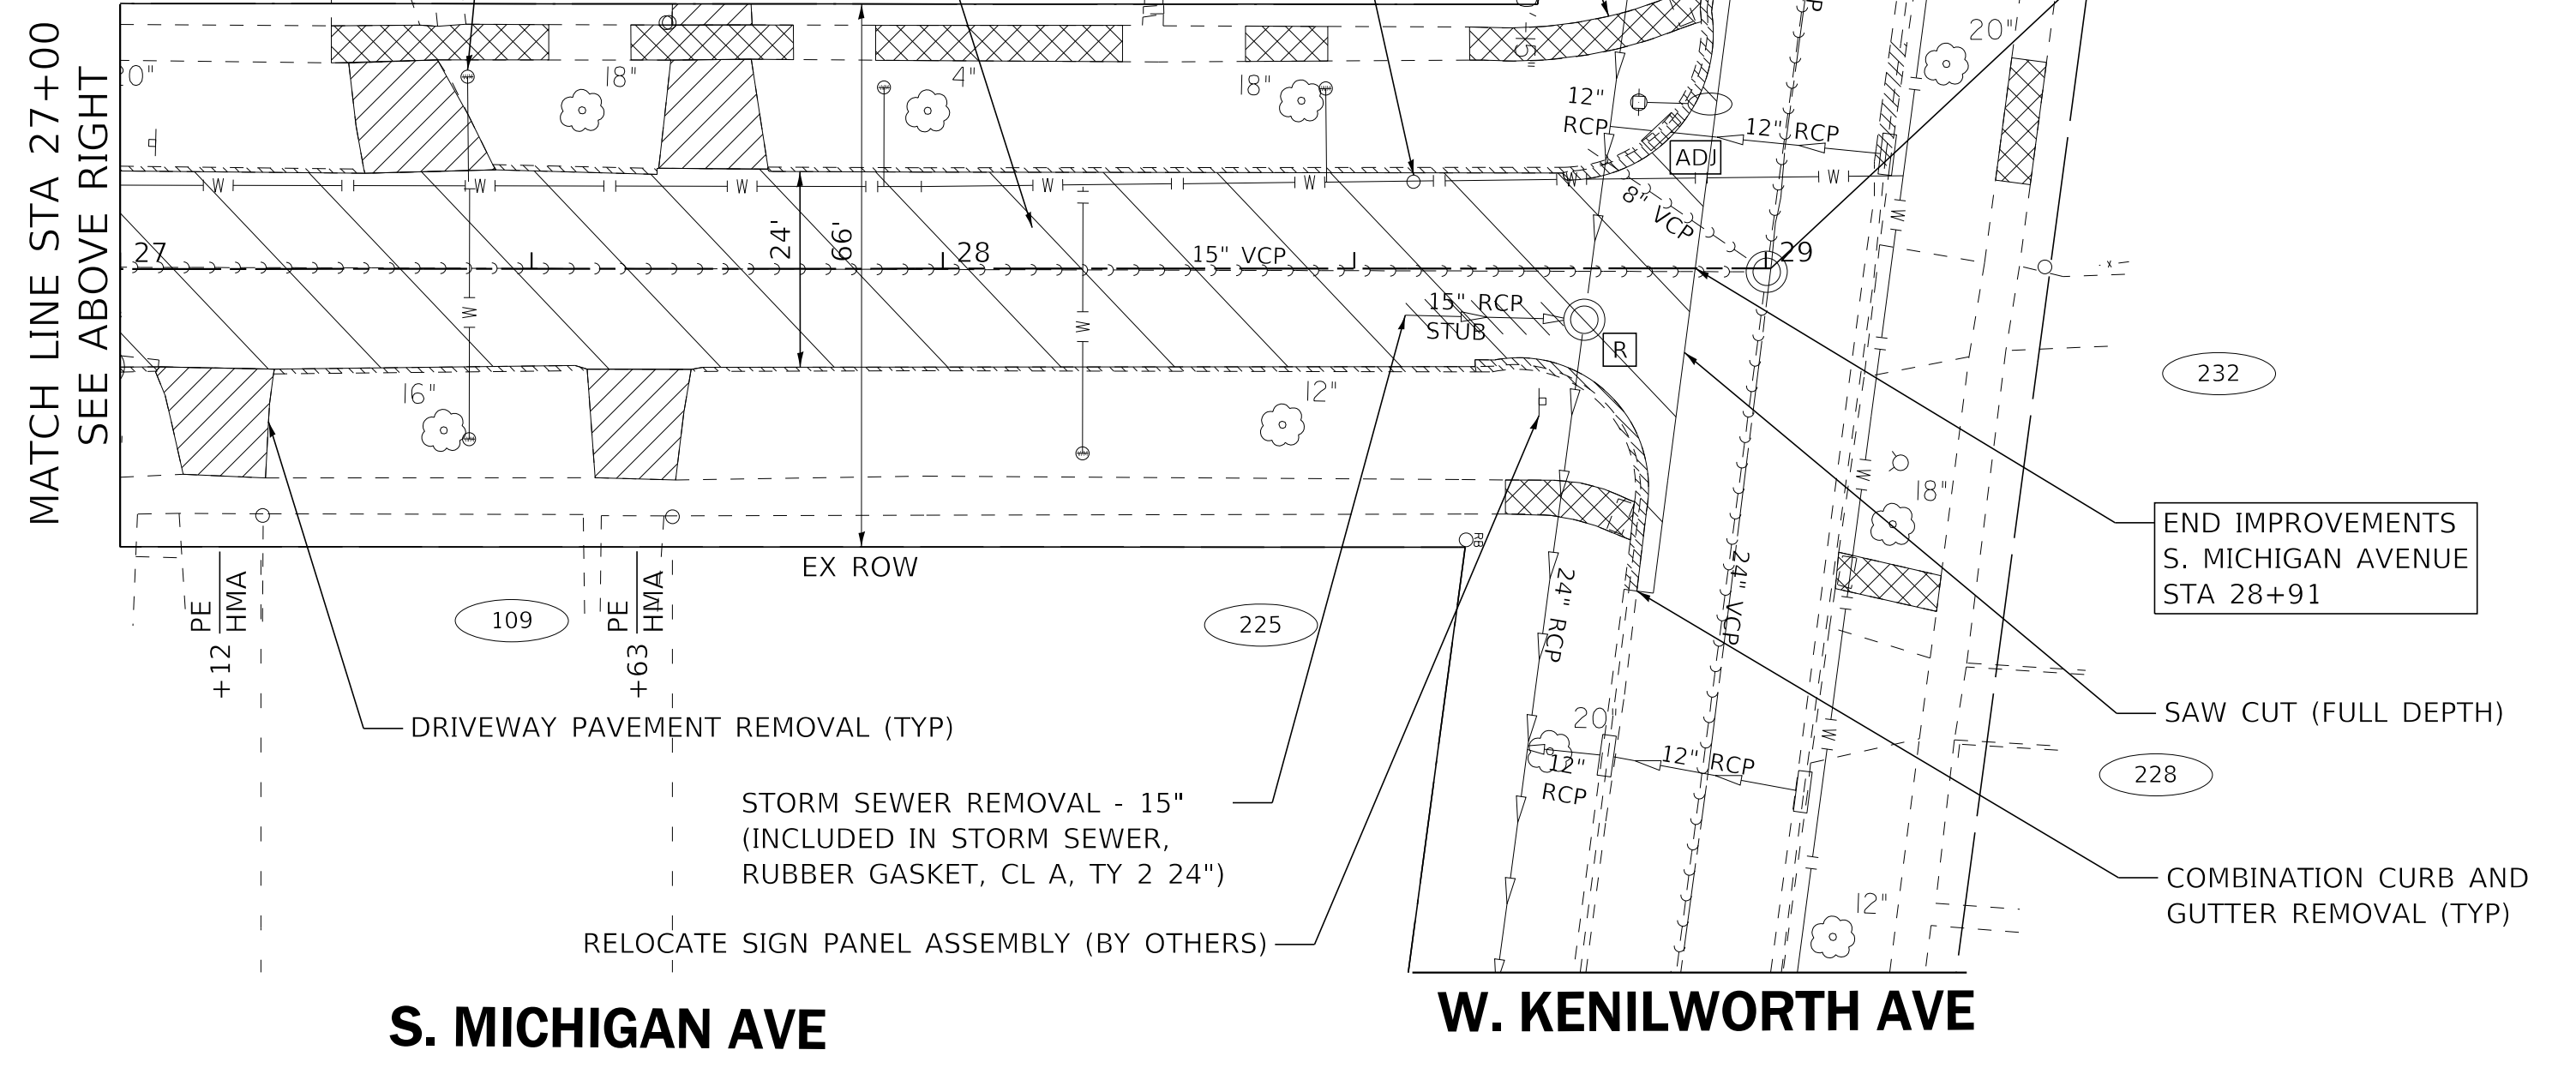 MATCH LINE STA 27+00
SEE ABOVE RIGHT
18"
4"
18"
20"
12"
RCP
12" RCP
ADJ
8" VCP
W
W
W
W
W
W
W
W
24'
66'
27
28
29
15" VCP
15" RCP
STUB
R
W
W
W
W
W
16"
12"
18"
232
END IMPROVEMENTS
S. MICHIGAN AVENUE
STA 28+91
EX ROW
RB
PE
HMA
+12
PE
HMA
+63
109
225
24" RCP
24" VCP
DRIVEWAY PAVEMENT REMOVAL (TYP)
SAW CUT (FULL DEPTH)
20"
12"
RCP
12" RCP
228
STORM SEWER REMOVAL - 15"
(INCLUDED IN STORM SEWER,
RUBBER GASKET, CL A, TY 2 24")
RELOCATE SIGN PANEL ASSEMBLY (BY OTHERS)
COMBINATION CURB AND
GUTTER REMOVAL (TYP)
12"
S. MICHIGAN AVE
W. KENILWORTH AVE